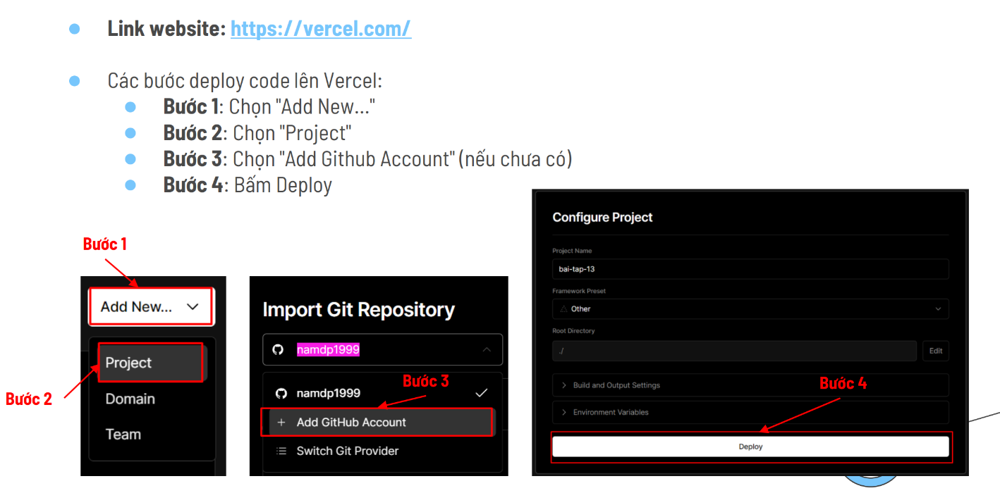 Link website: https://vercel.com/
Các bước deploy code lên Vercel:
Bước 1: Chọn "Add New..."
Bước 2: Chọn "Project"
Bước 3: Chọn "Add Github Account" (nếu chưa có)
Bước 4: Bấm Deploy
Bước 1
Add New...
Project
Domain
Team
Bước 2
Import Git Repository
namdp1999
Bước 3
namdp1999
Add GitHub Account
Switch Git Provider
Configure Project
Project Name
bai-tap-13
Framework Preset
Other
Root Directory
./
Edit
Build and Output Settings
Bước 4
Environment Variables
Deploy